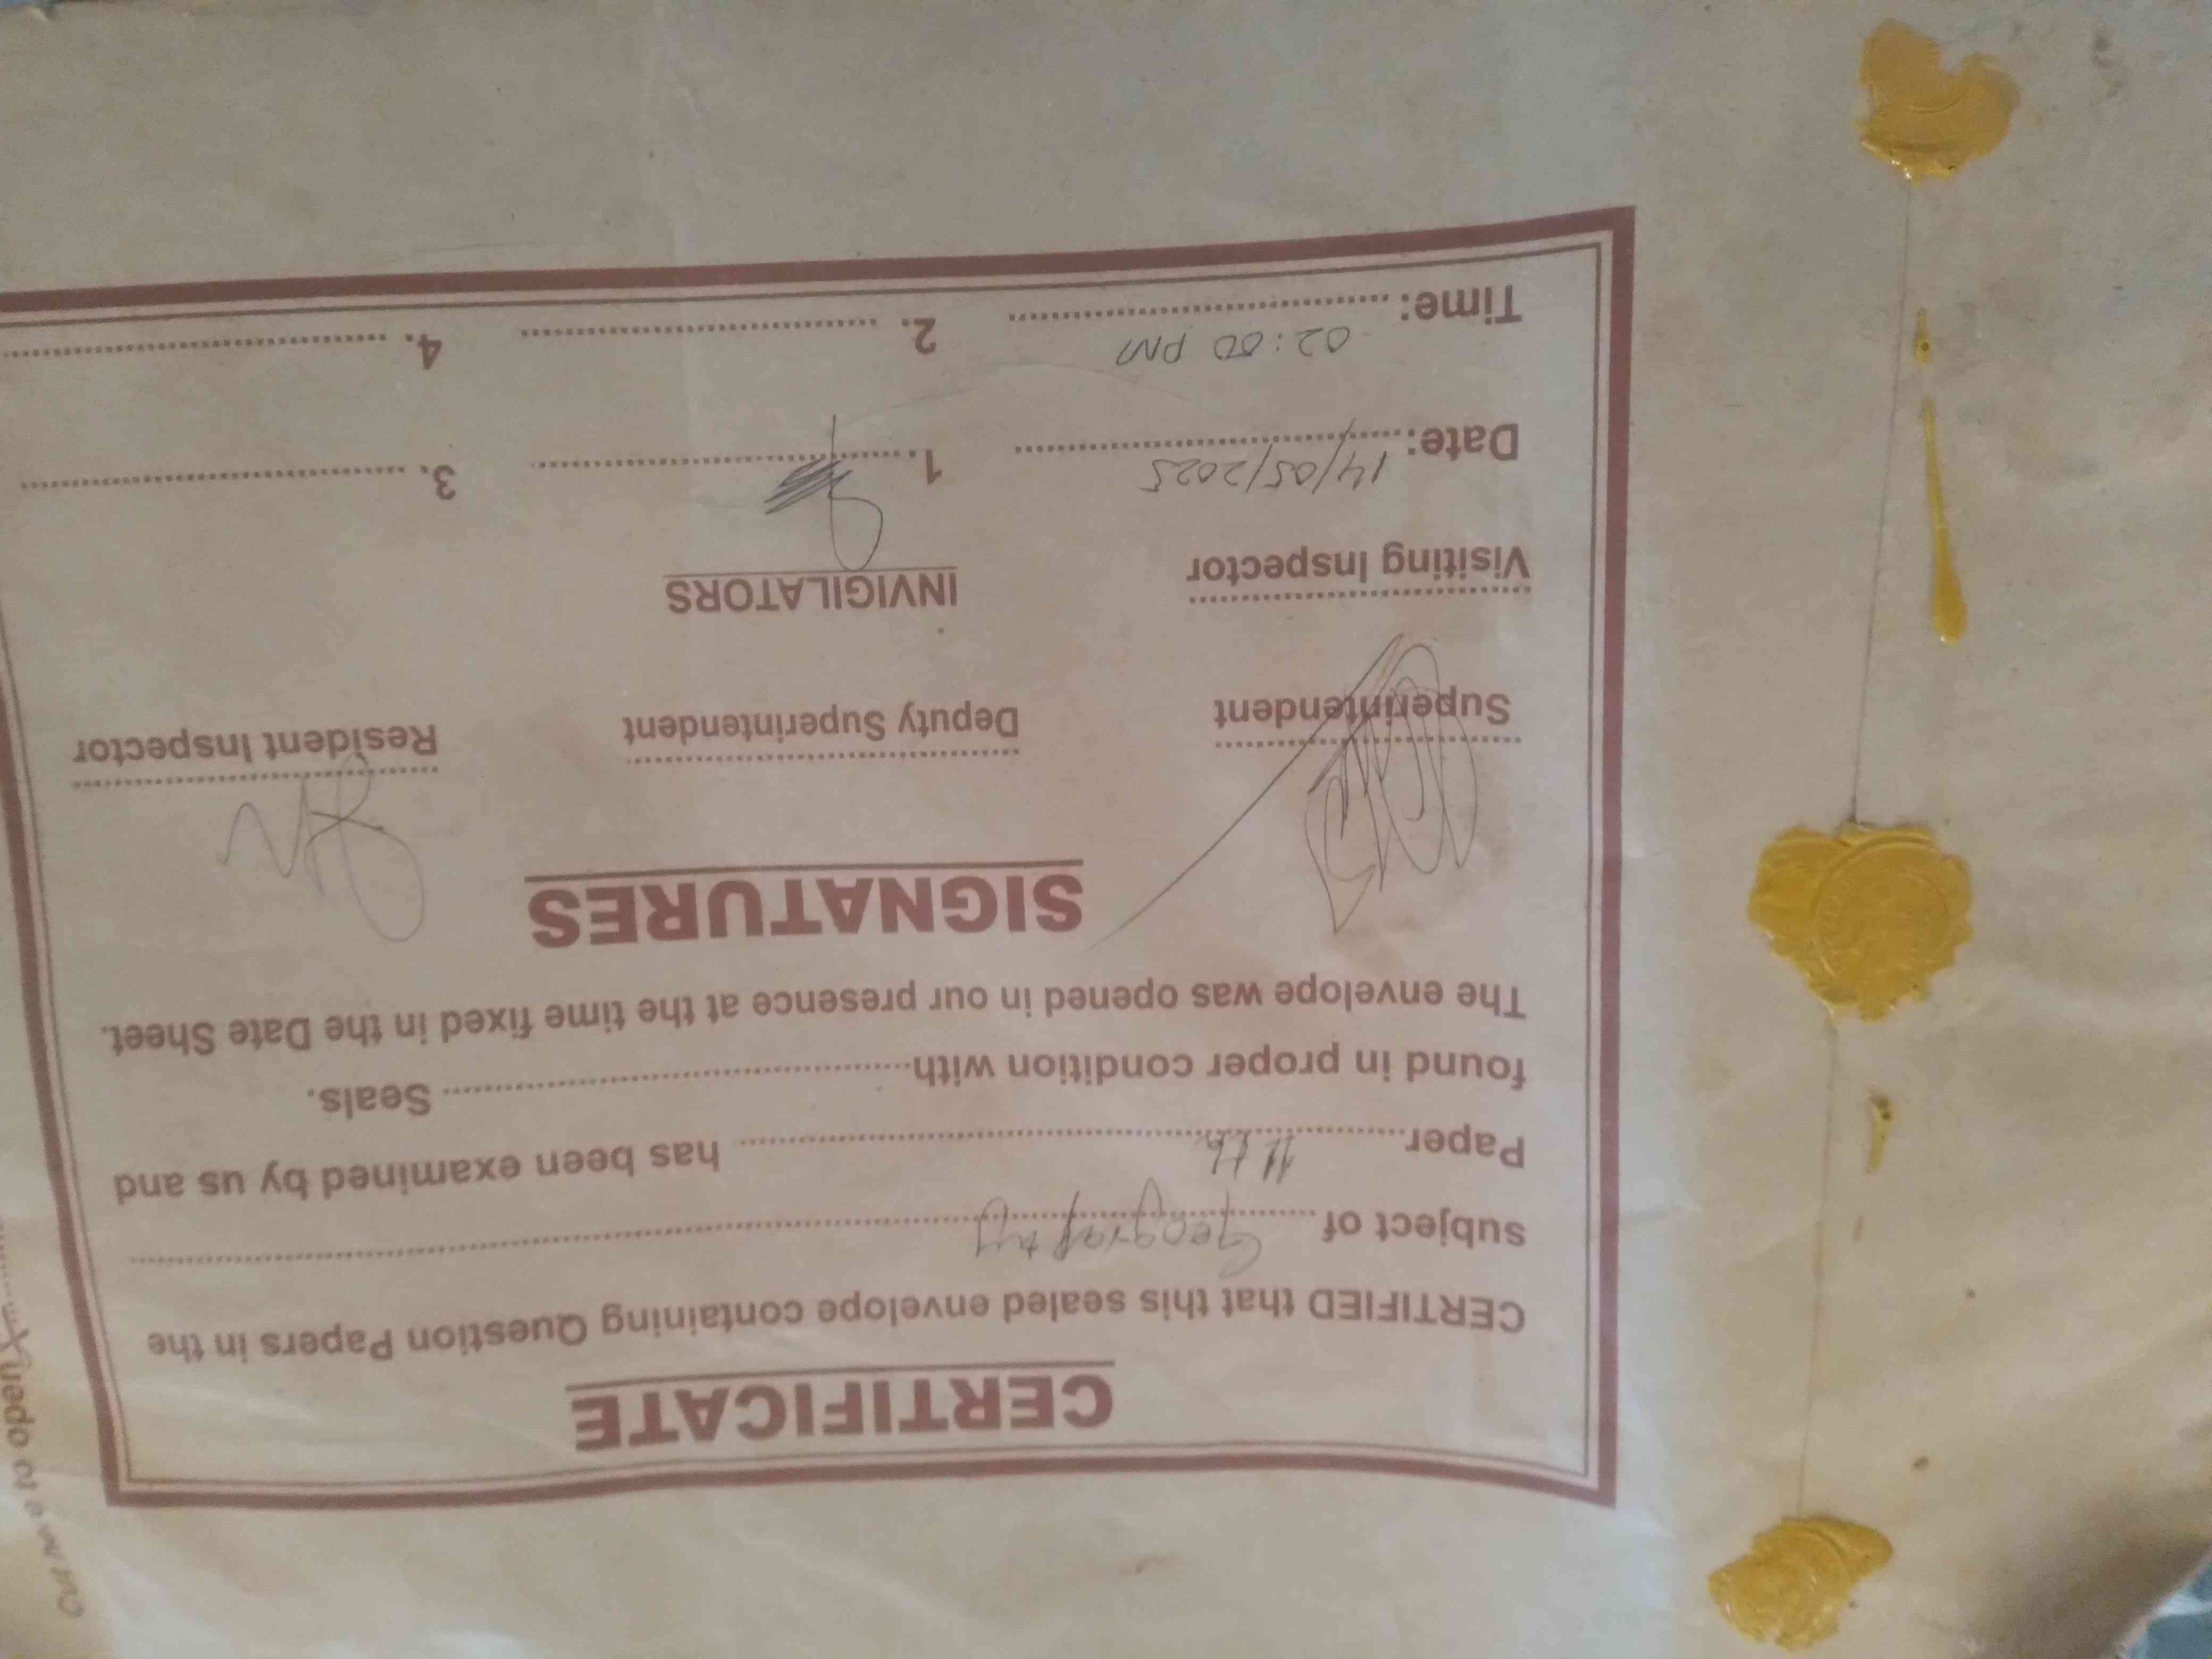 CERTIFICATE
CERTIFIED that this sealed envelope containing Question Papers in the
subject of Geography
Paper 11th has been examined by us and
found in proper condition with Seals.
The envelope was opened in our presence at the time fixed in the Date Sheet.
SIGNATURES
Superintendent Deputy Superintendent Resident Inspector
Visiting Inspector INVIGILATORS
Date: 14/05/2025 1. 3.
Time: 02:00 PM 2. 4.